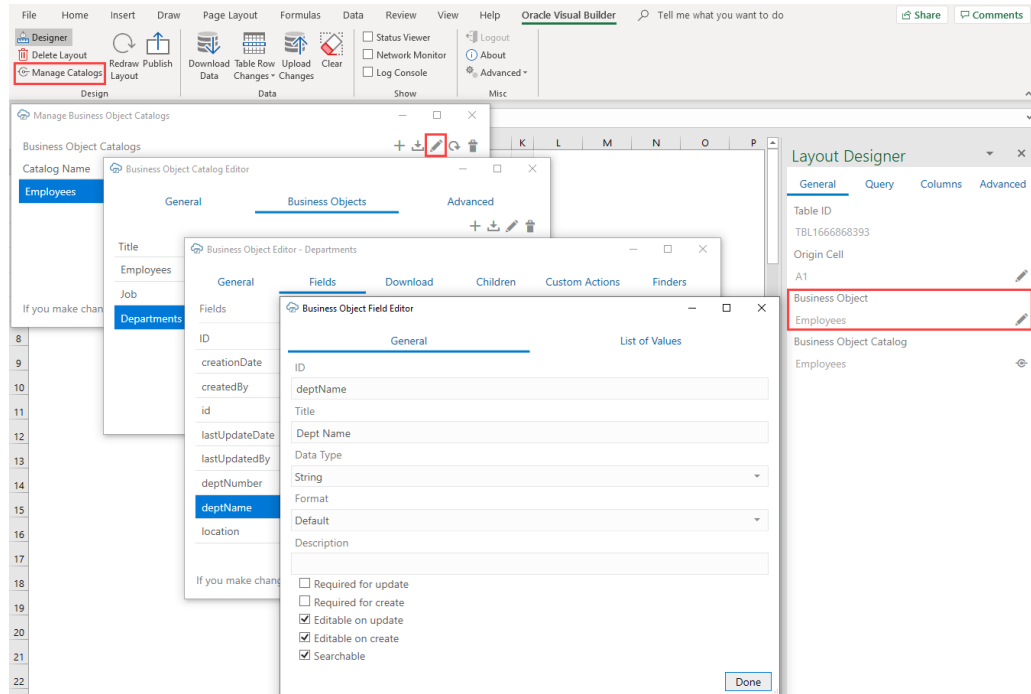 File Home Insert Draw Page Layout Formulas Data Review View Help Oracle Visual Builder Tell me what you want to do Share Comments
Designer
Delete Layout
Manage Catalogs
Redraw Layout
Publish
Design
Download Data
Table Row Changes
Upload Changes
Clear
Data
Status Viewer
Network Monitor
Log Console
Show
Logout
About
Advanced
Misc
Manage Business Object Catalogs
Business Object Catalogs
Catalog Name
Employees
If you make chan
Business Object Catalog Editor
General Business Objects Advanced
Title
Employees
Job
Departments
Business Object Editor - Departments
General Fields Download Children Custom Actions Finders
Fields
ID
creationDate
createdBy
id
lastUpdateDate
lastUpdatedBy
deptNumber
deptName
location
If you make chang
Business Object Field Editor
General List of Values
ID
deptName
Title
Dept Name
Data Type
String
Format
Default
Description
Required for update
Required for create
Editable on update
Editable on create
Searchable
Done
K L M N O P
8
9
10
11
12
13
14
15
16
17
18
19
20
21
22
Layout Designer
General Query Columns Advanced
Table ID
TBL1666868393
Origin Cell
A1
Business Object
Employees
Business Object Catalog
Employees